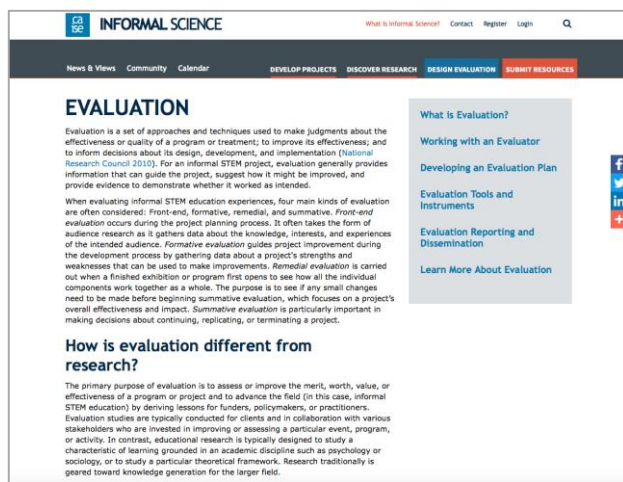 ca
ise
INFORMAL SCIENCE
What is Informal Science?
Contact
Register
Login
News & Views
Community
Calendar
DEVELOP PROJECTS
DISCOVER RESEARCH
DESIGN EVALUATION
SUBMIT RESOURCES
EVALUATION
Evaluation is a set of approaches and techniques used to make judgments about the
effectiveness or quality of a program or treatment; to improve its effectiveness; and
to inform decisions about its design, development, and implementation (National
Research Council 2010). For an informal STEM project, evaluation generally provides
information that can guide the project, suggest how it might be improved, and
provide evidence to demonstrate whether it worked as intended.
When evaluating informal STEM education experiences, four main kinds of evaluation
are often considered: Front-end, formative, remedial, and summative. Front-end
evaluation occurs during the project planning process. It often takes the form of
audience research as it gathers data about the knowledge, interests, and experiences
of the intended audience. Formative evaluation guides project improvement during
the development process by gathering data about a project's strengths and
weaknesses that can be used to make improvements. Remedial evaluation is carried
out when a finished exhibition or program first opens to see how all the individual
components work together as a whole. The purpose is to see if any small changes
need to be made before beginning summative evaluation, which focuses on a project's
overall effectiveness and impact. Summative evaluation is particularly important in
making decisions about continuing, replicating, or terminating a project.
How is evaluation different from
research?
The primary purpose of evaluation is to assess or improve the merit, worth, value, or
effectiveness of a program or project and to advance the field (in this case, informal
STEM education) by deriving lessons for funders, policymakers, or practitioners.
Evaluation studies are typically conducted for clients and in collaboration with various
stakeholders who are invested in improving or assessing a particular event, program,
or activity. In contrast, educational research is typically designed to study a
characteristic of learning grounded in an academic discipline such as psychology or
sociology, or to study a particular theoretical framework. Research traditionally is
geared toward knowledge generation for the larger field.
What is Evaluation?
Working with an Evaluator
Developing an Evaluation Plan
Evaluation Tools and
Instruments
Evaluation Reporting and
Dissemination
Learn More About Evaluation
f
in
+